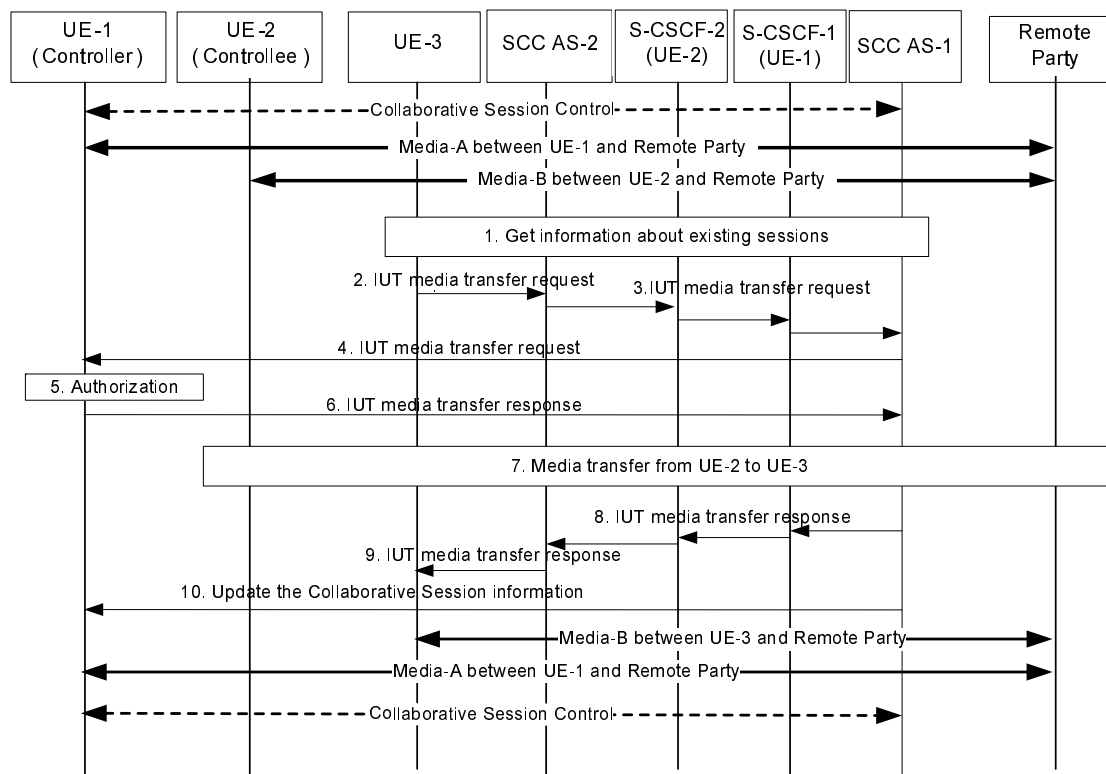 UE-1
( Controller )
UE-2
( Controllee )
UE-3
SCC AS-2
S-CSCF-2
(UE-2)
S-CSCF-1
(UE-1)
SCC AS-1
Remote
Party
Collaborative Session Control
Media-A between UE-1 and Remote Party
Media-B between UE-2 and Remote Party
1. Get information about existing sessions
2. IUT media transfer request
3.IUT media transfer request
4. IUT media transfer request
5. Authorization
6. IUT media transfer response
7. Media transfer from UE-2 to UE-3
8. IUT media transfer response
9. IUT media transfer response
10. Update the Collaborative Session information
Media-B between UE-3 and Remote Party
Media-A between UE-1 and Remote Party
Collaborative Session Control